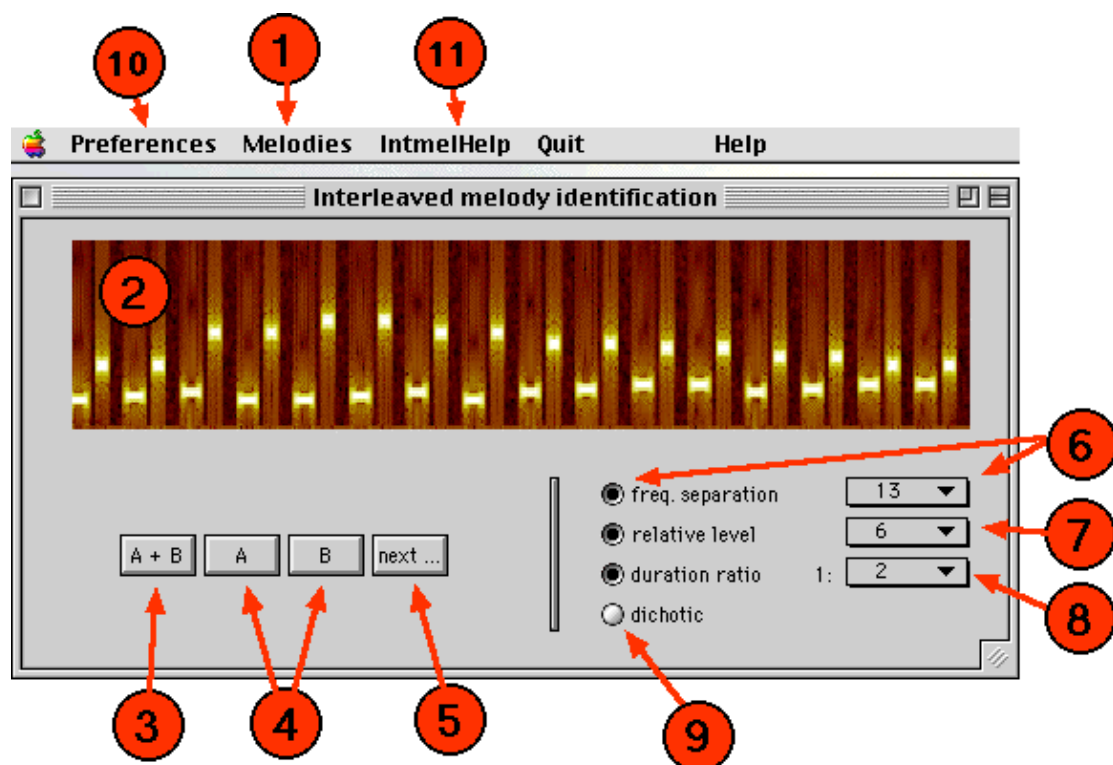 10 1 11
Preferences Melodies IntmelHelp Quit Help
Interleaved melody identification
2
6
freq. separation 13
7
relative level 6
A + B A B next ...
duration ratio 1: 2
8
dichotic
3 4 5 9